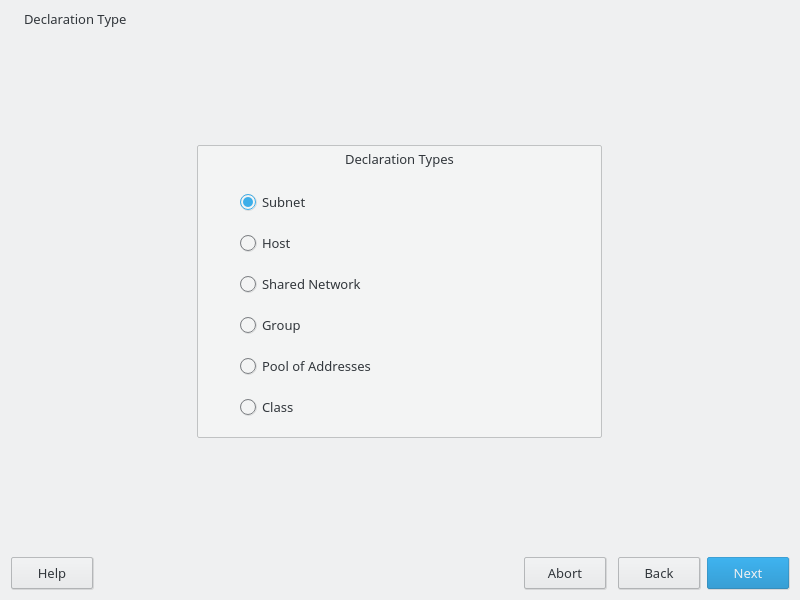 Declaration Type
Declaration Types
Subnet
Host
Shared Network
Group
Pool of Addresses
Class
Help
Abort
Back
Next